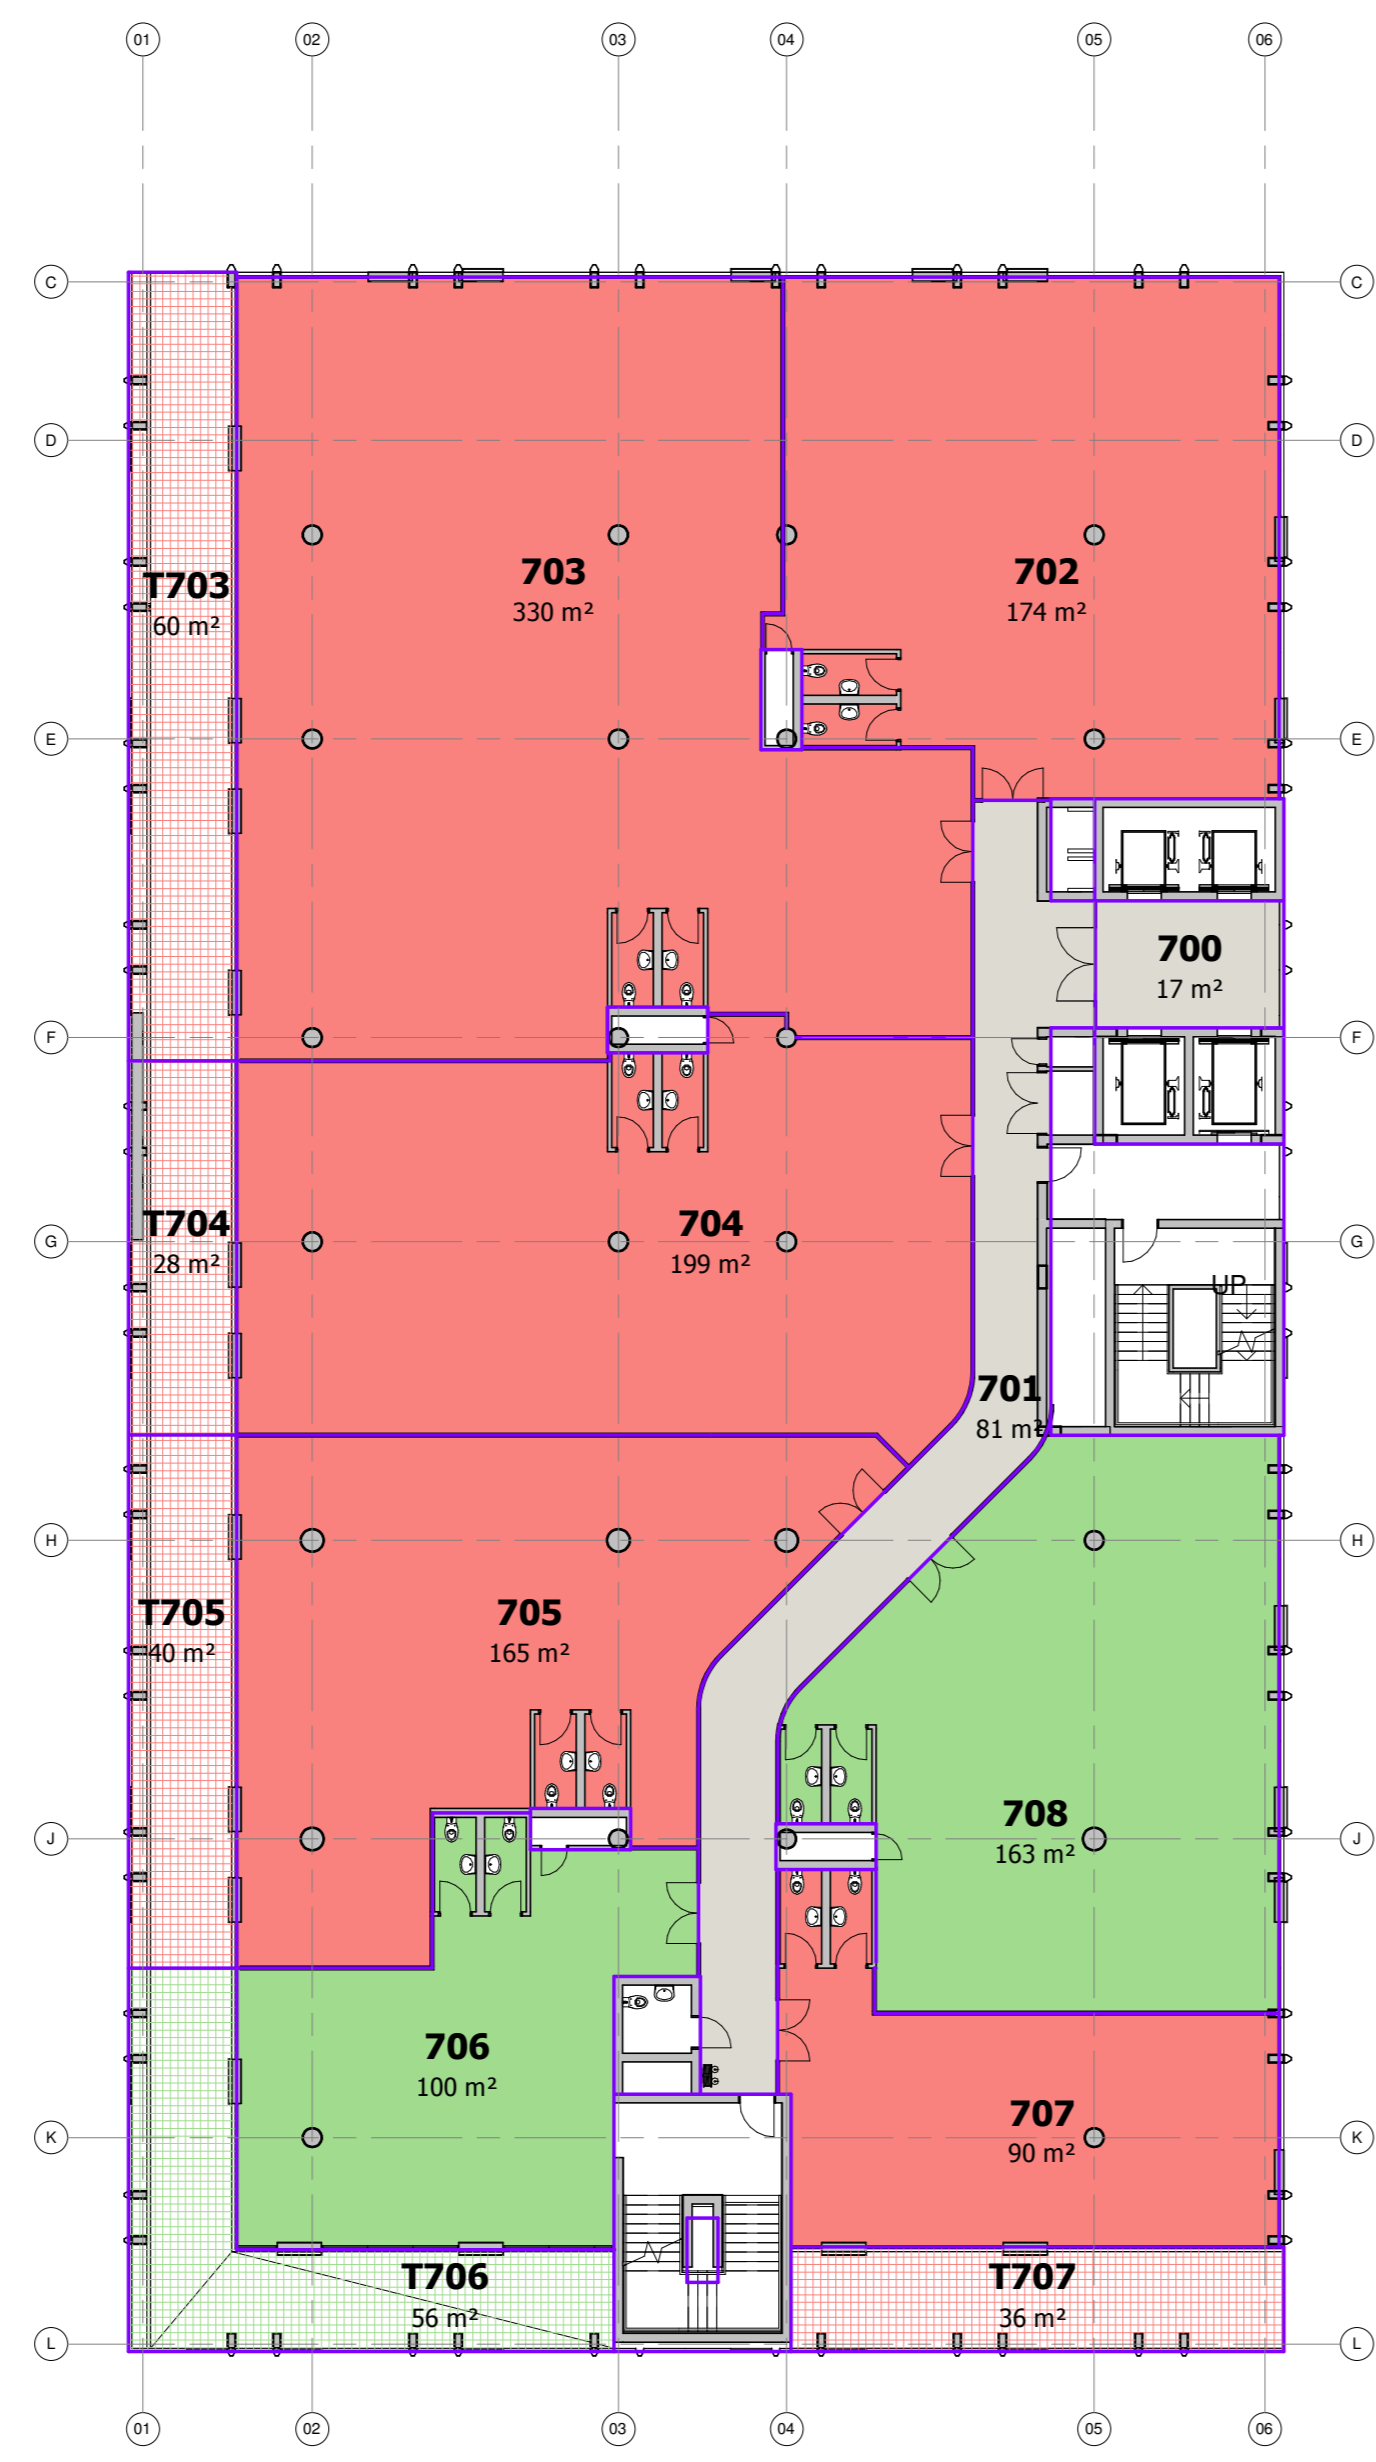 01 02 03 04 05 06
C C
D D
703
330 m²
702
174 m²
T703
60 m²
E E
700
17 m²
F F
T704
28 m²
704
199 m²
G G
UP
701
81 m²
H H
T705
40 m²
705
165 m²
708
163 m²
J J
706
100 m²
707
90 m²
K K
T706
56 m²
T707
36 m²
L L
01 02 03 04 05 06